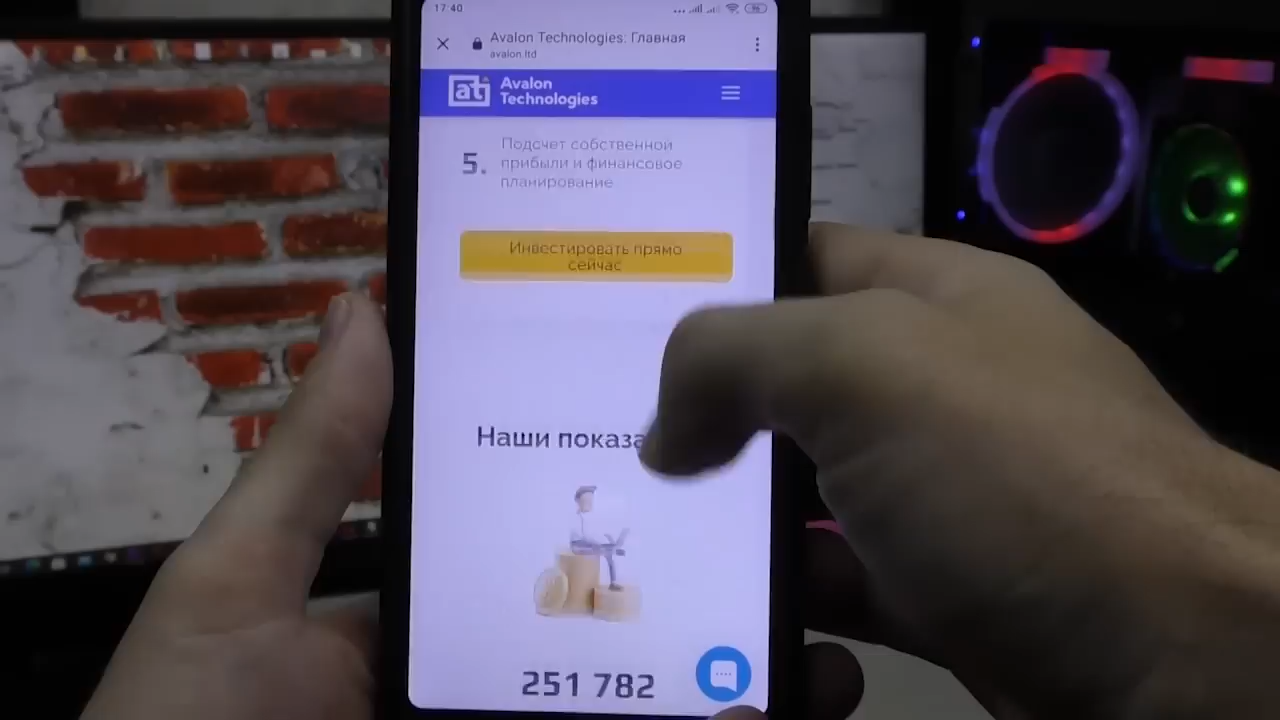 17:40
Avalon Technologies: Главная
avalon.ltd
at Avalon
Technologies
5. Подсчет собственной
прибыли и финансовое
планирование
Инвестировать прямо
сейчас
Наши показа
251 782